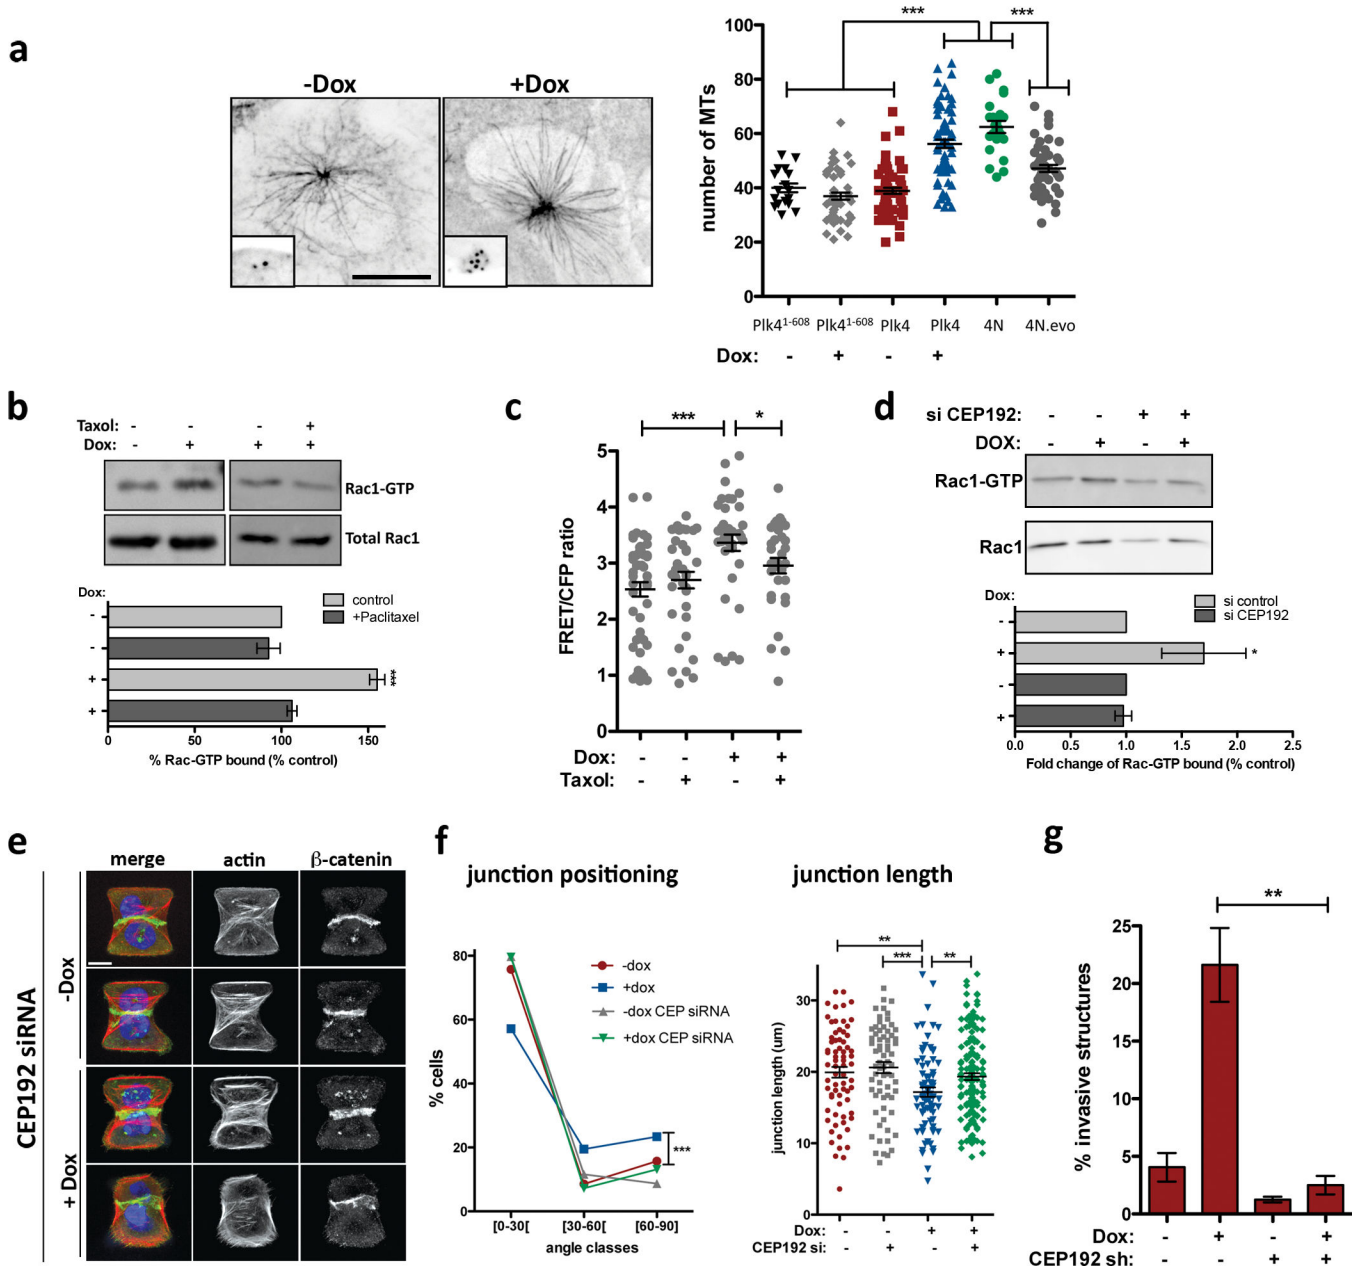 a
-Dox +Dox
number of MTs
100
80
60
40
20
0
*** ***
Plk4¹⁻⁶⁰⁸ Plk4¹⁻⁶⁰⁸ Plk4 Plk4 4N 4N.evo
Dox: - + - +
b
Taxol: - - - +
Dox: - + + +
Rac1-GTP
Total Rac1
Dox:
control
+Paclitaxel
-
-
+ ***
+
0 50 100 150
% Rac-GTP bound (% control)
c
*** *
FRET/CFP ratio
5
4
3
2
1
0
Dox: - - + +
Taxol: - + - +
d
si CEP192: - - + +
DOX: - + - +
Rac1-GTP
Rac1
Dox:
si control
si CEP192
-
+ *
-
+
0.0 0.5 1.0 1.5 2.0 2.5
Fold change of Rac-GTP bound (% control)
e
merge actin β-catenin
CEP192 siRNA
-Dox
+ Dox
f
junction positioning
% cells
80
60
40
20
0
-dox
+dox
-dox CEP siRNA
+dox CEP siRNA
***
[0-30[ [30-60[ [60-90]
angle classes
junction length
**
*** **
junction length (um)
30
20
10
0
Dox: - - + +
CEP192 si: - + - +
g
**
% invasive structures
25
20
15
10
5
0
Dox: - + - +
CEP192 sh: - - + +